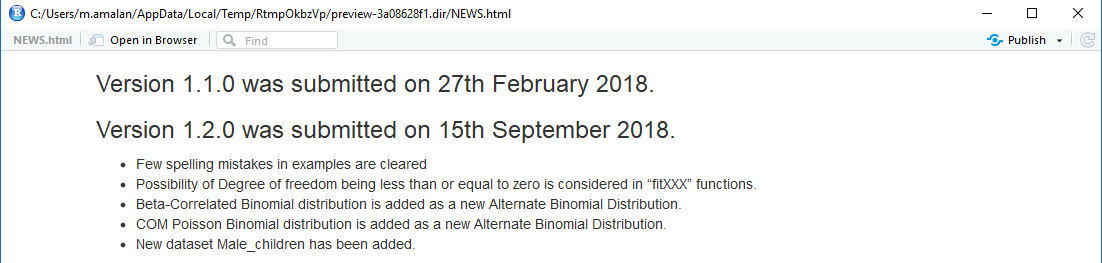 C:/Users/m.amalan/AppData/Local/Temp/RtmpOkbzVp/preview-3a08628f1.dir/NEWS.html
NEWS.html Open in Browser Find Publish
Version 1.1.0 was submitted on 27th February 2018.
Version 1.2.0 was submitted on 15th September 2018.
• Few spelling mistakes in examples are cleared
• Possibility of Degree of freedom being less than or equal to zero is considered in “fitXXX” functions.
• Beta-Correlated Binomial distribution is added as a new Alternate Binomial Distribution.
• COM Poisson Binomial distribution is added as a new Alternate Binomial Distribution.
• New dataset Male_children has been added.